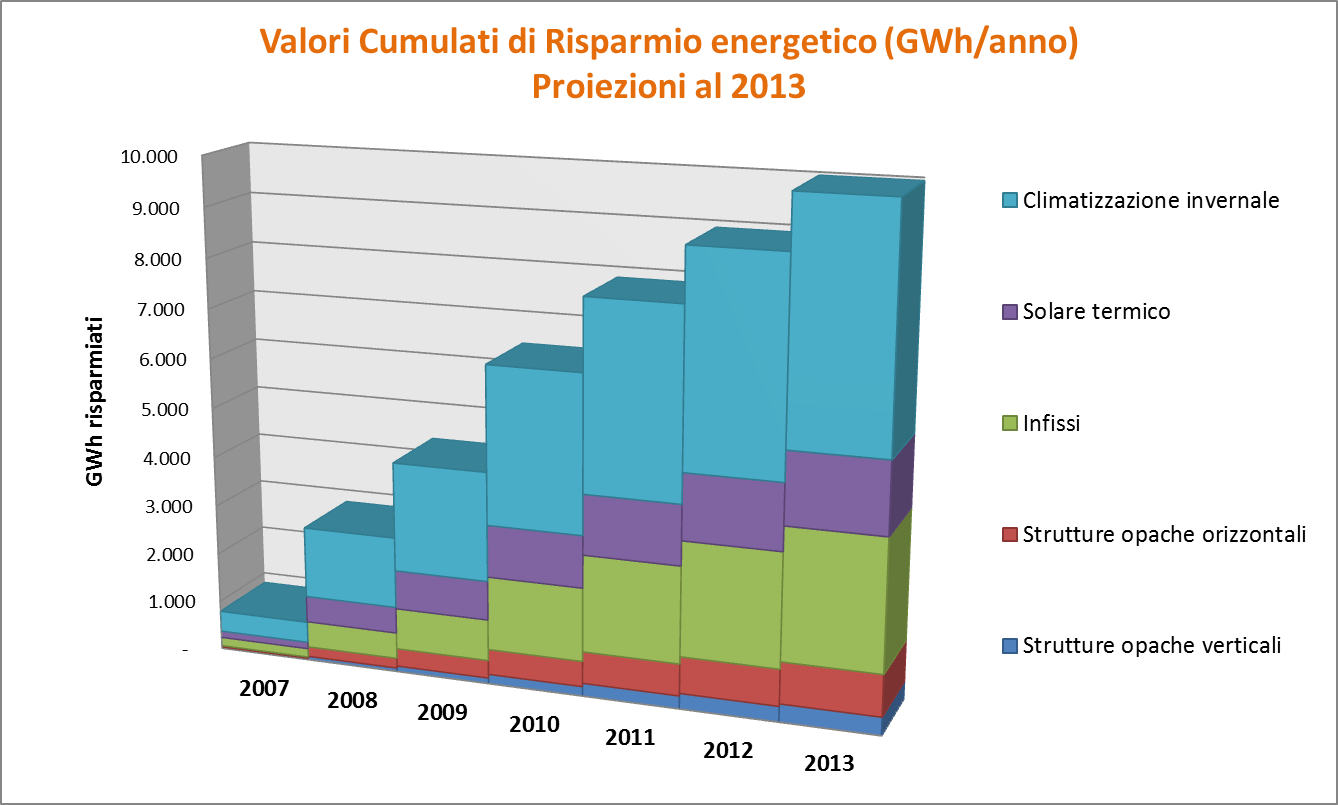 Valori Cumulati di Risparmio energetico (GWh/anno)
Proiezioni al 2013
GWh risparmiati
10.000
9.000
8.000
7.000
6.000
5.000
4.000
3.000
2.000
1.000
-
2007
2008
2009
2010
2011
2012
2013
Climatizzazione invernale
Solare termico
Infissi
Strutture opache orizzontali
Strutture opache verticali